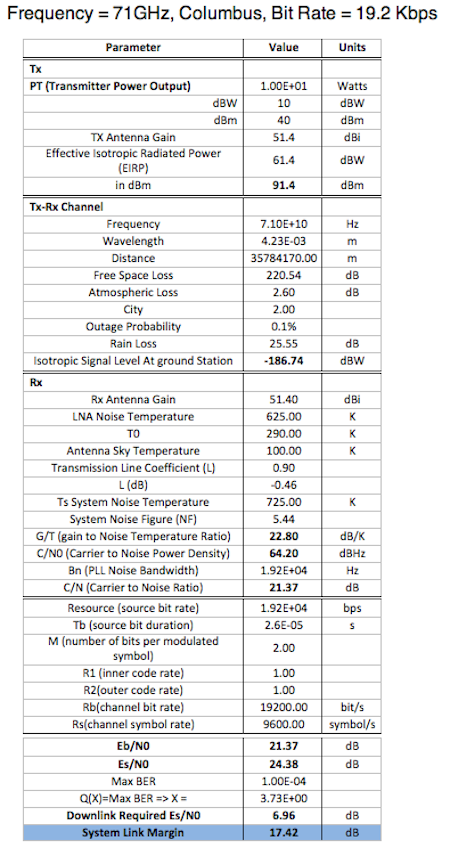 Frequency = 71GHz, Columbus, Bit Rate = 19.2 Kbps
Parameter Value Units
Tx
PT (Transmitter Power Output) 1.00E+01 Watts
dBW 10 dBW
dBm 40 dBm
TX Antenna Gain 51.4 dBi
Effective Isotropic Radiated Power
(EIRP) 61.4 dBW
in dBm 91.4 dBm
Tx-Rx Channel
Frequency 7.10E+10 Hz
Wavelength 4.23E-03 m
Distance 35784170.00 m
Free Space Loss 220.54 dB
Atmospheric Loss 2.60 dB
City 2.00
Outage Probability 0.1%
Rain Loss 25.55 dB
Isotropic Signal Level At ground Station -186.74 dBW
Rx
Rx Antenna Gain 51.40 dBi
LNA Noise Temperature 625.00 K
T0 290.00 K
Antenna Sky Temperature 100.00 K
Transmission Line Coefficient (L) 0.90
L (dB) -0.46
Ts System Noise Temperature 725.00 K
System Noise Figure (NF) 5.44
G/T (gain to Noise Temperature Ratio) 22.80 dB/K
C/N0 (Carrier to Noise Power Density) 64.20 dBHz
Bn (PLL Noise Bandwidth) 1.92E+04 Hz
C/N (Carrier to Noise Ratio) 21.37 dB
Resource (source bit rate) 1.92E+04 bps
Tb (source bit duration) 2.6E-05 s
M (number of bits per modulated
symbol) 2.00
R1 (inner code rate) 1.00
R2(outer code rate) 1.00
Rb(channel bit rate) 19200.00 bit/s
Rs(channel symbol rate) 9600.00 symbol/s
Eb/N0 21.37 dB
Es/N0 24.38 dB
Max BER 1.00E-04
Q(X)=Max BER => X = 3.73E+00
Downlink Required Es/N0 6.96 dB
System Link Margin 17.42 dB